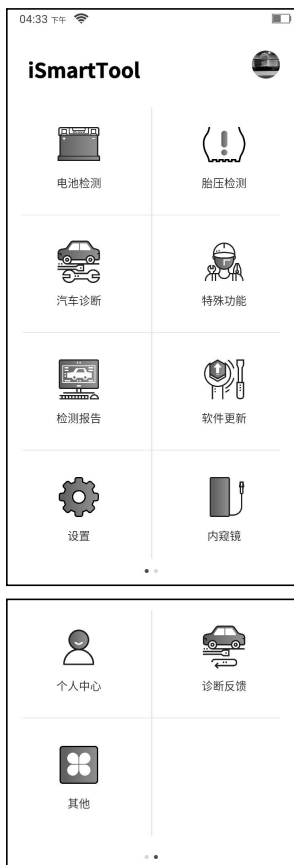 04:33 下午
iSmartTool
电池检测
胎压检测
汽车诊断
特殊功能
检测报告
软件更新
设置
内窥镜
个人中心
诊断反馈
其他